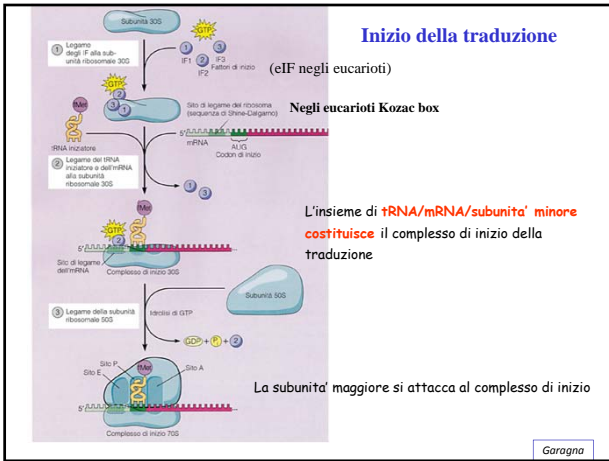 Inizio della traduzione
Subunità 30S
1 Legame
degli IF alla sub-
unità ribosomale 30S
GTP
IF1
2
IF2
IF3
Fattori di inizio
(eIF negli eucarioti)
GTP
2
3
1
fMet
Sito di legame del ribosoma
(sequenza di Shine-Dalgarno)
Negli eucarioti Kozac box
5'
mRNA
AUG
Codon di inizio
tRNA iniziatore
2 Legame del tRNA
iniziatore e dell'mRNA
alla subunità
ribosomale 30S
1
3
fMet
GTP
2
5'
Sito di legame
dell'mRNA
Complesso di inizio 30S
L'insieme di tRNA/mRNA/subunita' minore
costituisce il complesso di inizio della
traduzione
Subunità 50S
3 Legame della subunità
ribosomale 50S
Idrolisi di GTP
GDP + Pi + 2
Sito P
Sito E
fMet
Sito A
5'
Complesso di inizio 70S
La subunita' maggiore si attacca al complesso di inizio
Garagna